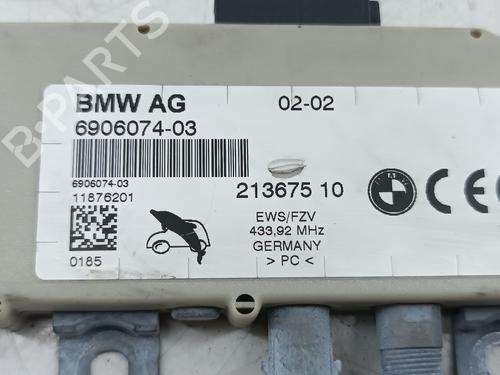 B-PARTS
BMW AG 02-02
6906074-03
6906074-03 213675 10
11876201 EWS/FZV
433,92 MHz
GERMANY
0185 > PC <
CE